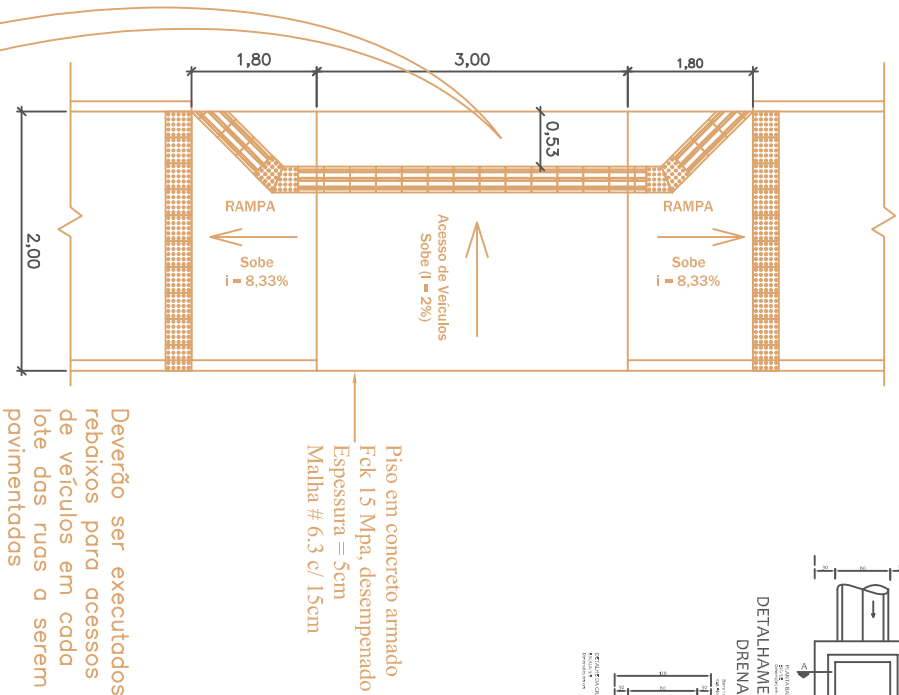 1,80
3,00
1,80
0,53
2,00
RAMPA
Sobe
i = 8,33%
Acesso de Veículos
Sobe (I = 2%)
RAMPA
Sobe
i = 8,33%
Piso em concreto armado
Fck 15 Mpa, desempenado
Espessura = 5cm
Malha # 6.3 c/ 15cm
Deverão ser executados
rebaixos para acessos
de veículos em cada
lote das ruas a serem
pavimentadas
DETALHAME
DRENA
A